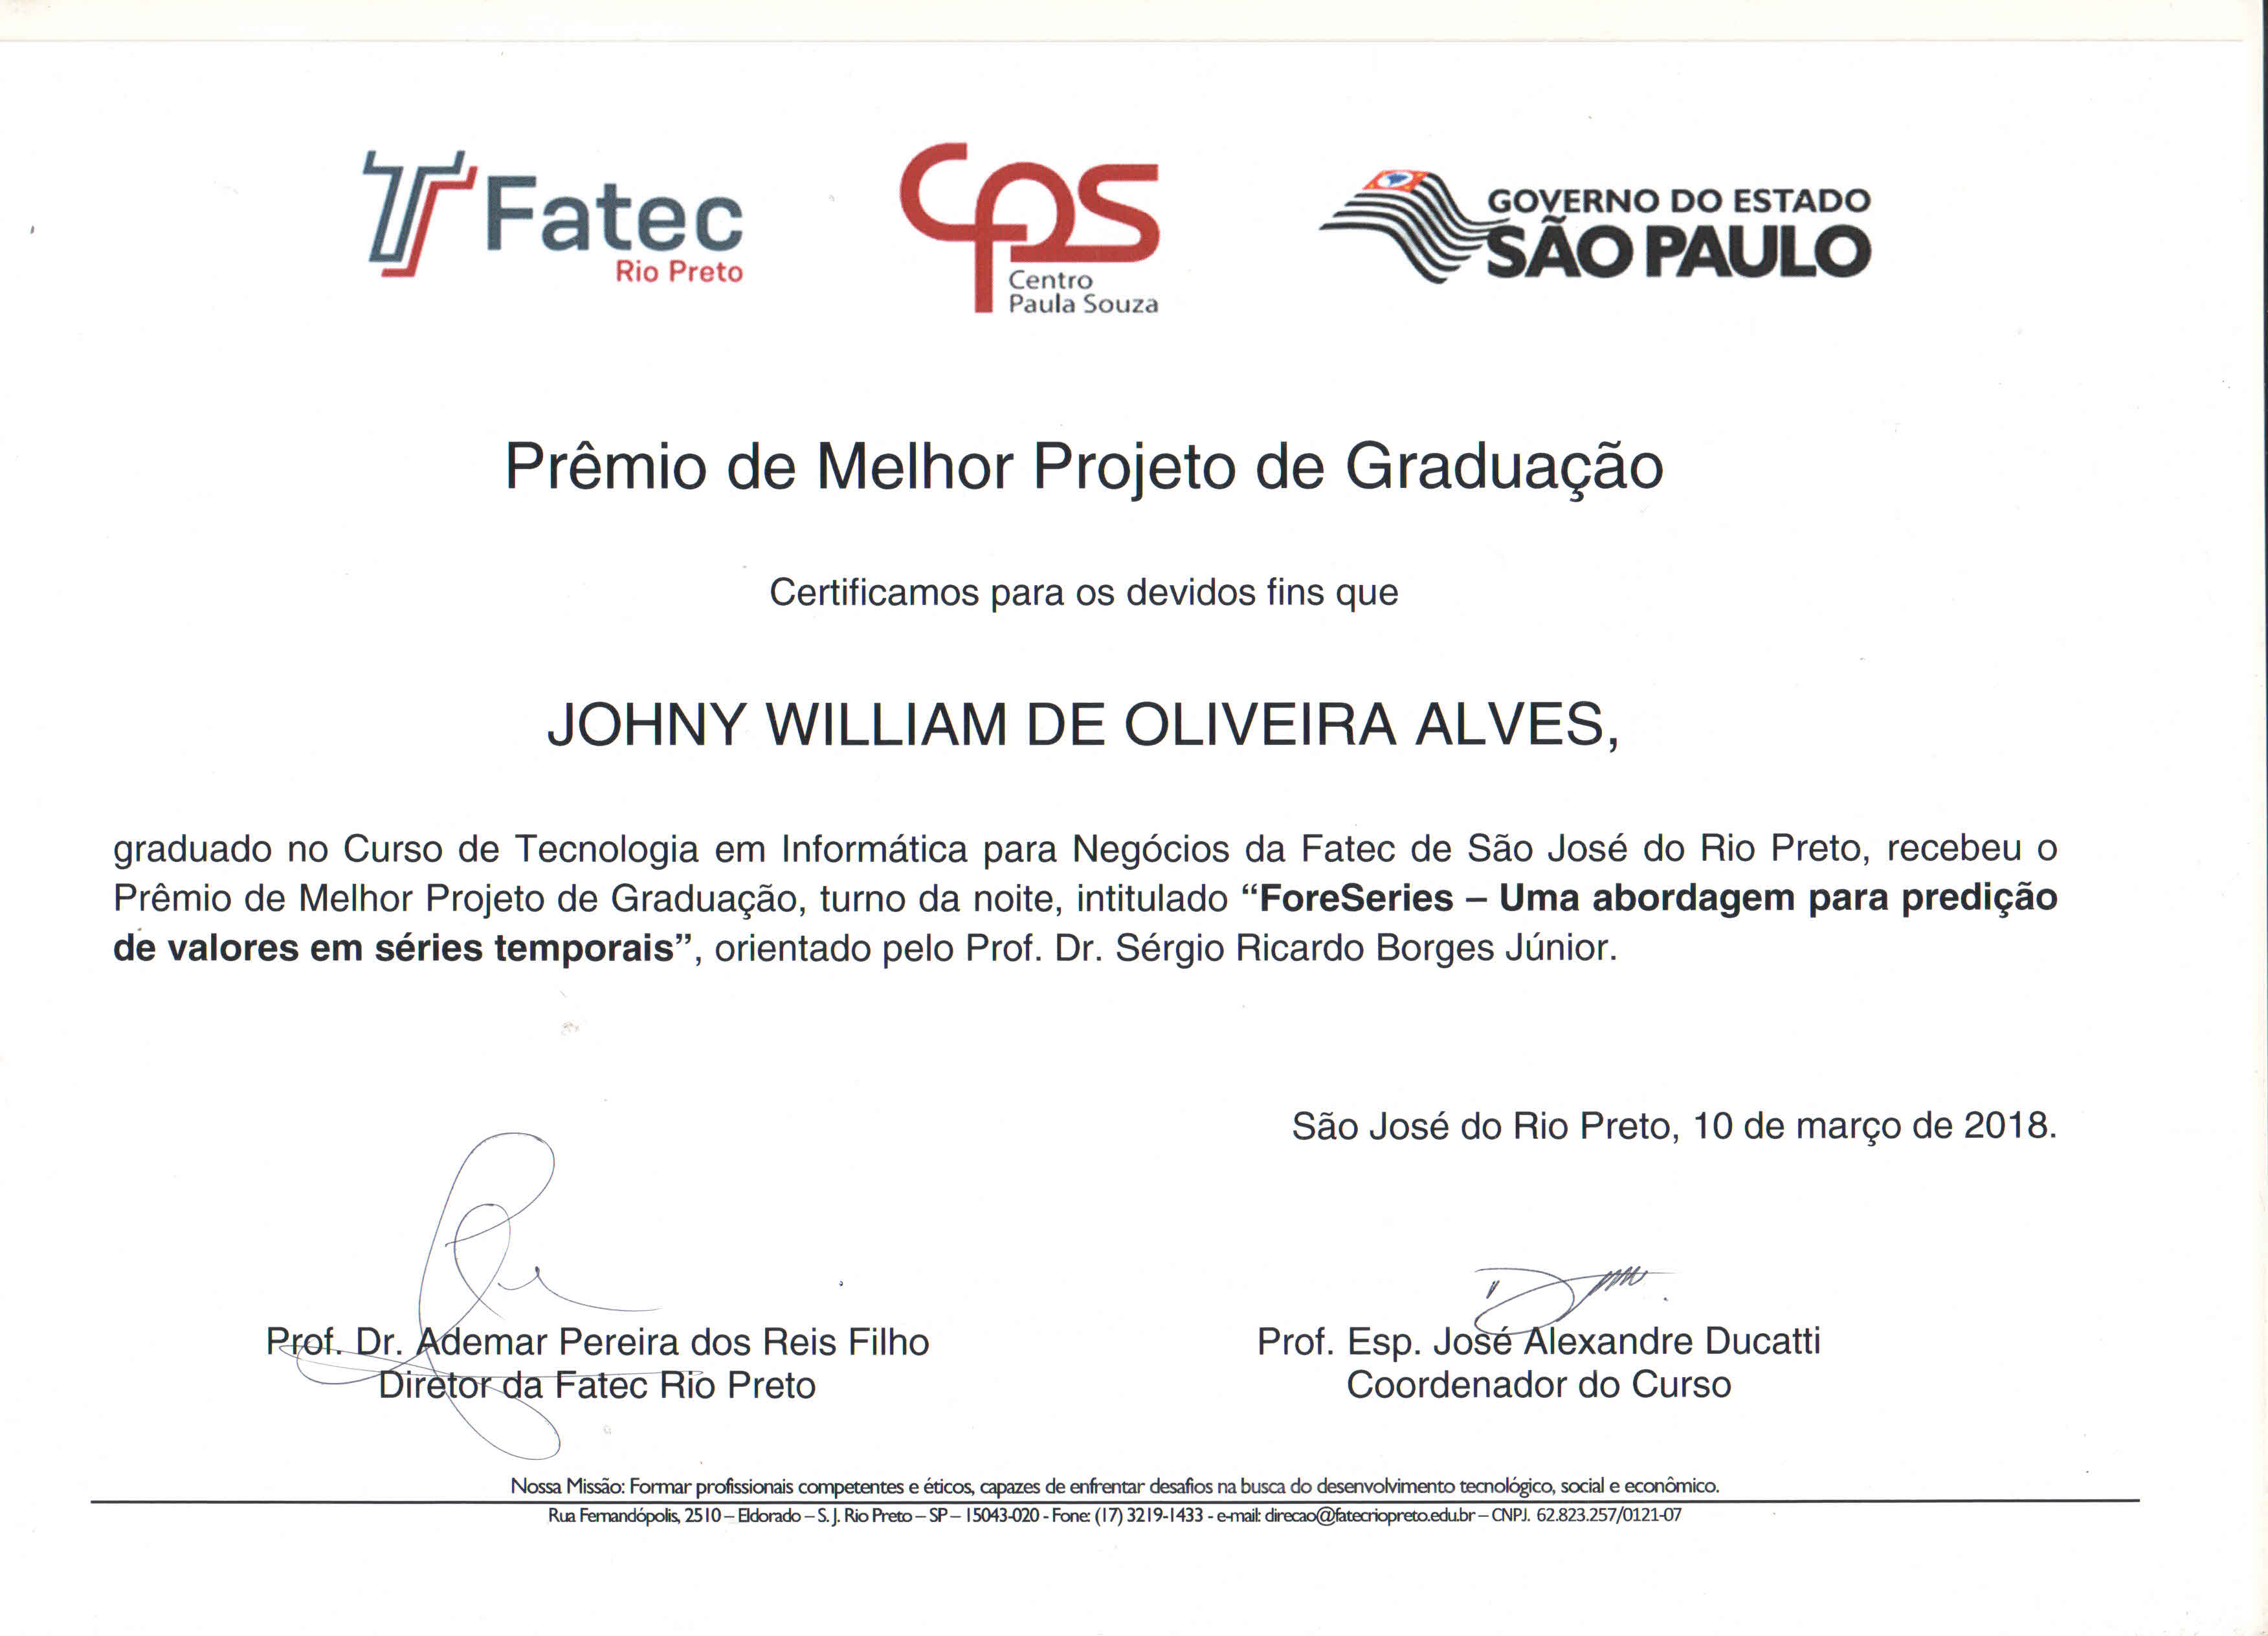 Fatec
Rio Preto
cps
Centro
Paula Souza
GOVERNO DO ESTADO
SÃO PAULO
Prêmio de Melhor Projeto de Graduação
Certificamos para os devidos fins que
JOHNY WILLIAM DE OLIVEIRA ALVES,
graduado no Curso de Tecnologia em Informática para Negócios da Fatec de São José do Rio Preto, recebeu o
Prêmio de Melhor Projeto de Graduação, turno da noite, intitulado “ForeSeries – Uma abordagem para predição
de valores em séries temporais”, orientado pelo Prof. Dr. Sérgio Ricardo Borges Júnior.
São José do Rio Preto, 10 de março de 2018.
Prof. Dr. Ademar Pereira dos Reis Filho
Diretor da Fatec Rio Preto
Prof. Esp. José Alexandre Ducatti
Coordenador do Curso
Nossa Missão: Formar profissionais competentes e éticos, capazes de enfrentar desafios na busca do desenvolvimento tecnológico, social e econômico.
Rua Fernandópolis, 2510 – Eldorado – S. J. Rio Preto – SP – 15043-020 - Fone: (17) 3219-1433 - e-mail: direcao@fatecriopreto.edu.br – CNPJ. 62.823.257/0121-07